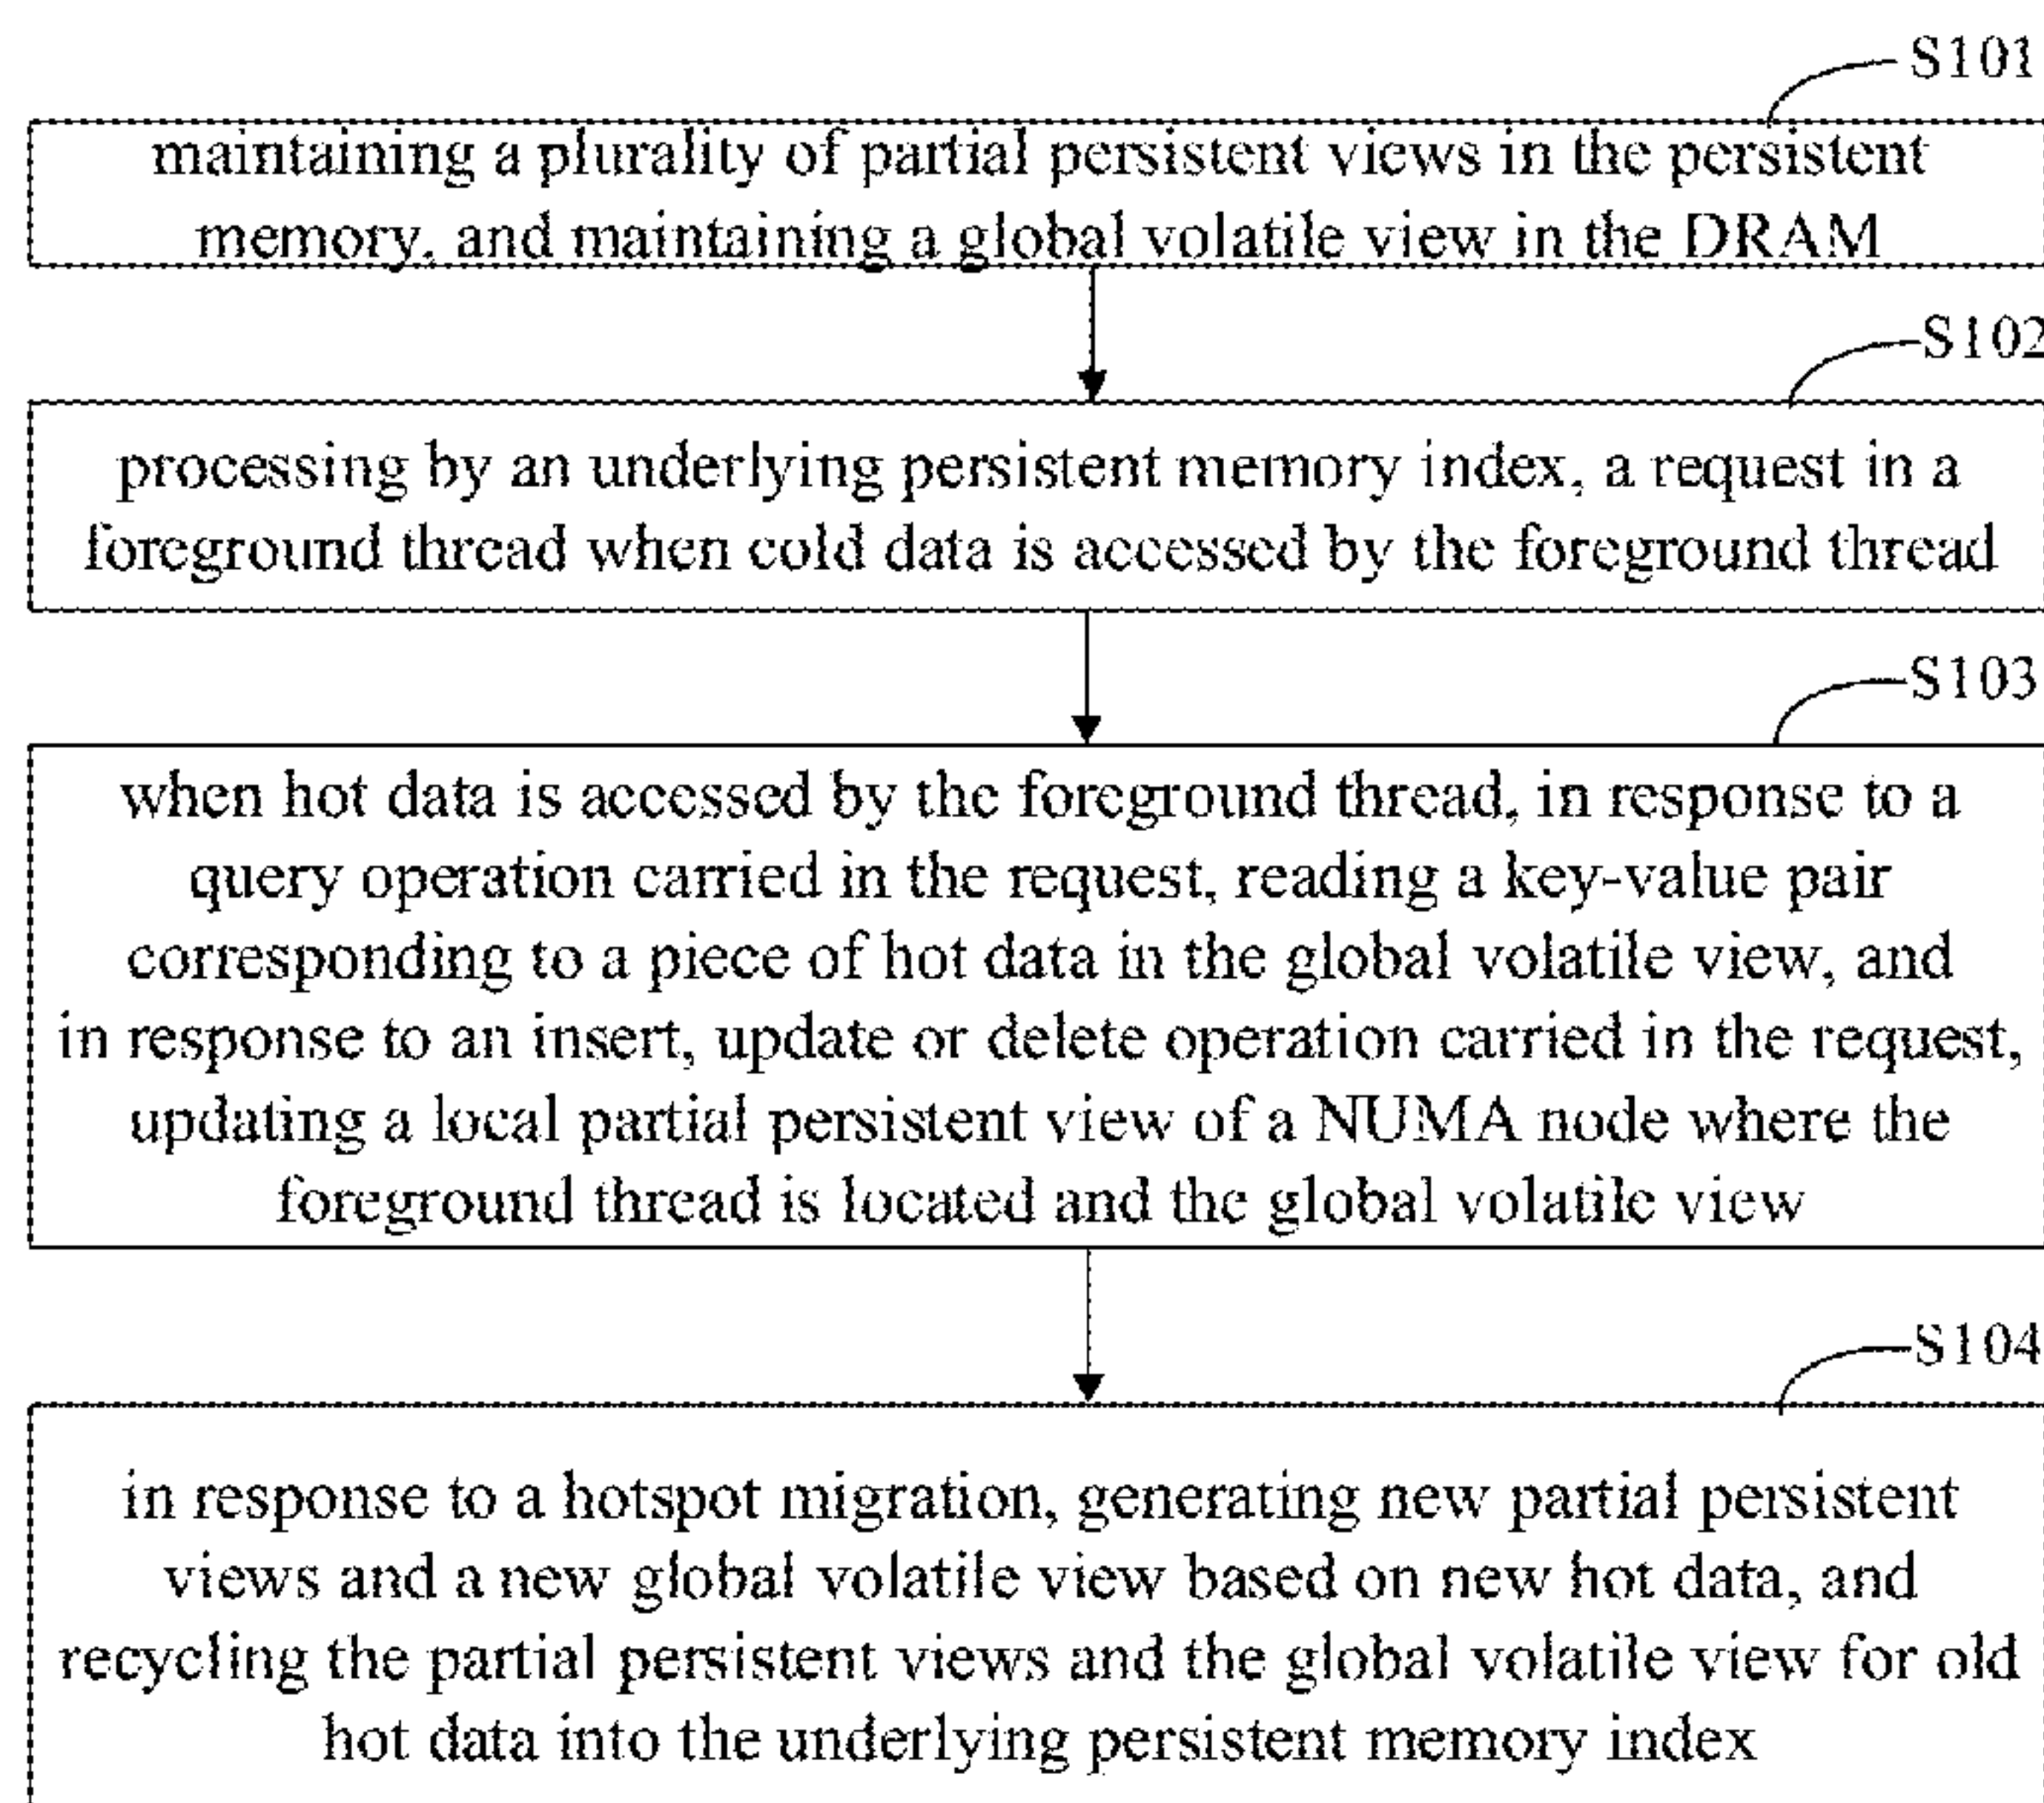 S101
maintaining a plurality of partial persistent views in the persistent
memory, and maintaining a global volatile view in the DRAM
S102
processing by an underlying persistent memory index, a request in a
foreground thread when cold data is accessed by the foreground thread
S103
when hot data is accessed by the foreground thread, in response to a
query operation carried in the request, reading a key-value pair
corresponding to a piece of hot data in the global volatile view, and
in response to an insert, update or delete operation carried in the request,
updating a local partial persistent view of a NUMA node where the
foreground thread is located and the global volatile view
S104
in response to a hotspot migration, generating new partial persistent
views and a new global volatile view based on new hot data, and
recycling the partial persistent views and the global volatile view for old
hot data into the underlying persistent memory index